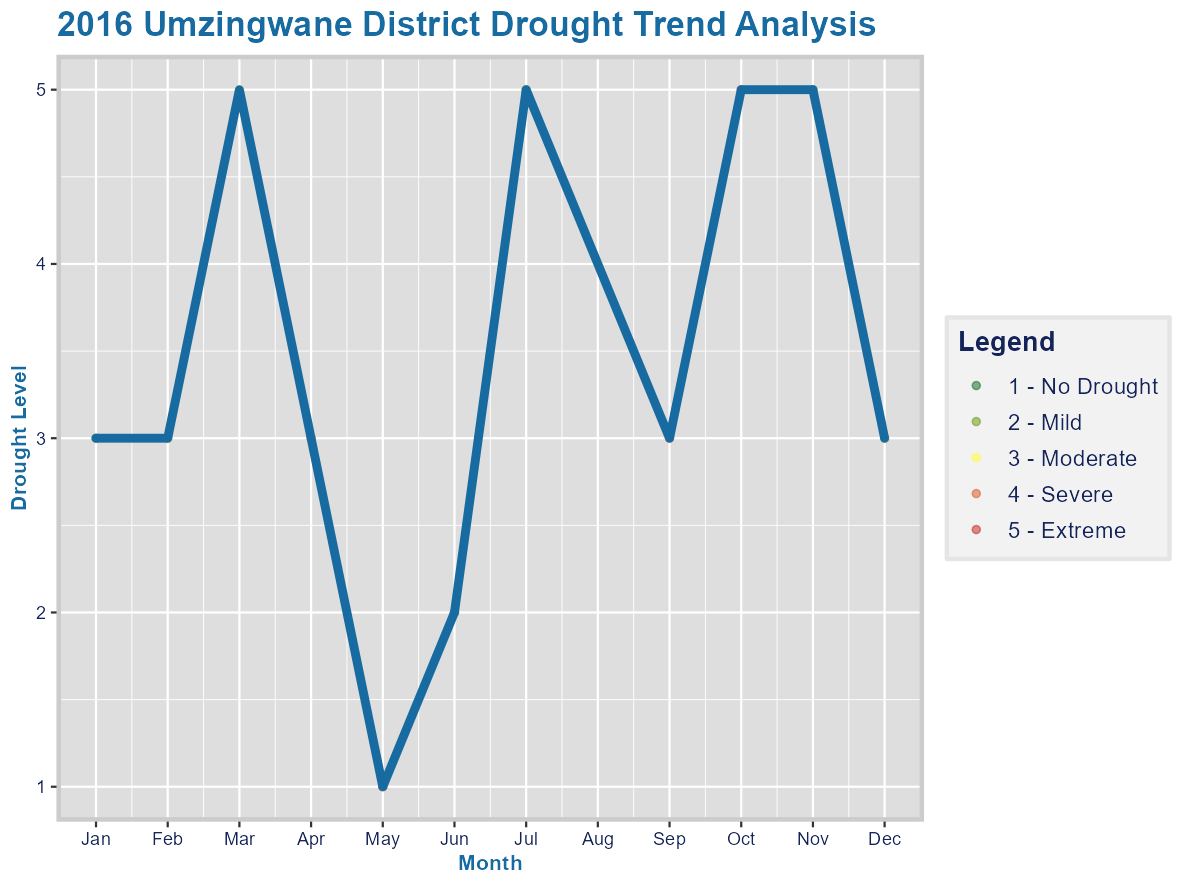 2016 Umzingwane District Drought Trend Analysis
5
4
3
2
1
Drought Level
Jan Feb Mar Apr May Jun Jul Aug Sep Oct Nov Dec
Month
Legend
1 - No Drought
2 - Mild
3 - Moderate
4 - Severe
5 - Extreme